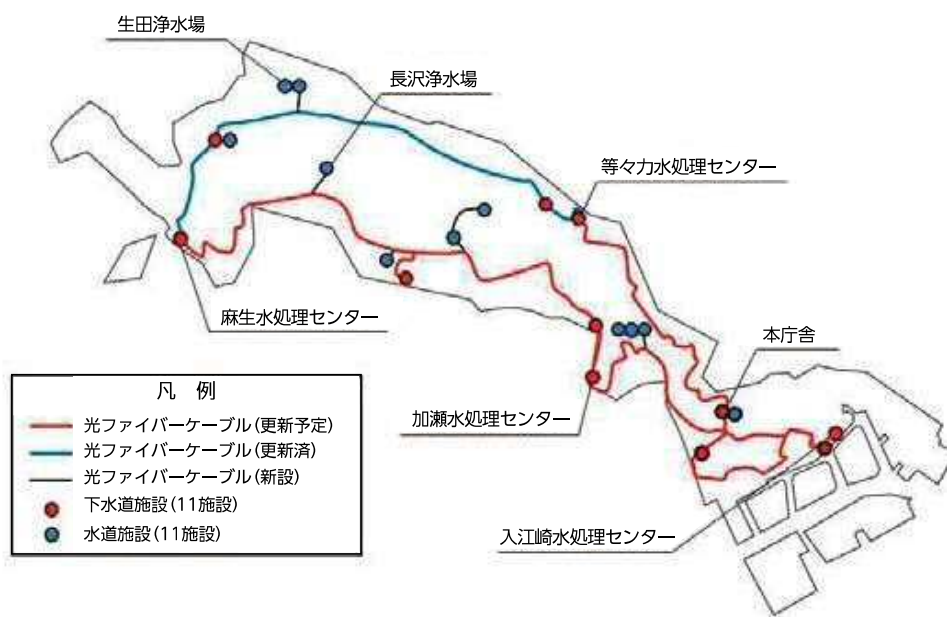 生田浄水場
長沢浄水場
等々力水処理センター
麻生水処理センター
本庁舎
加瀬水処理センター
入江崎水処理センター
凡 例
光ファイバーケーブル(更新予定)
光ファイバーケーブル(更新済)
光ファイバーケーブル(新設)
下水道施設(11施設)
水道施設(11施設)